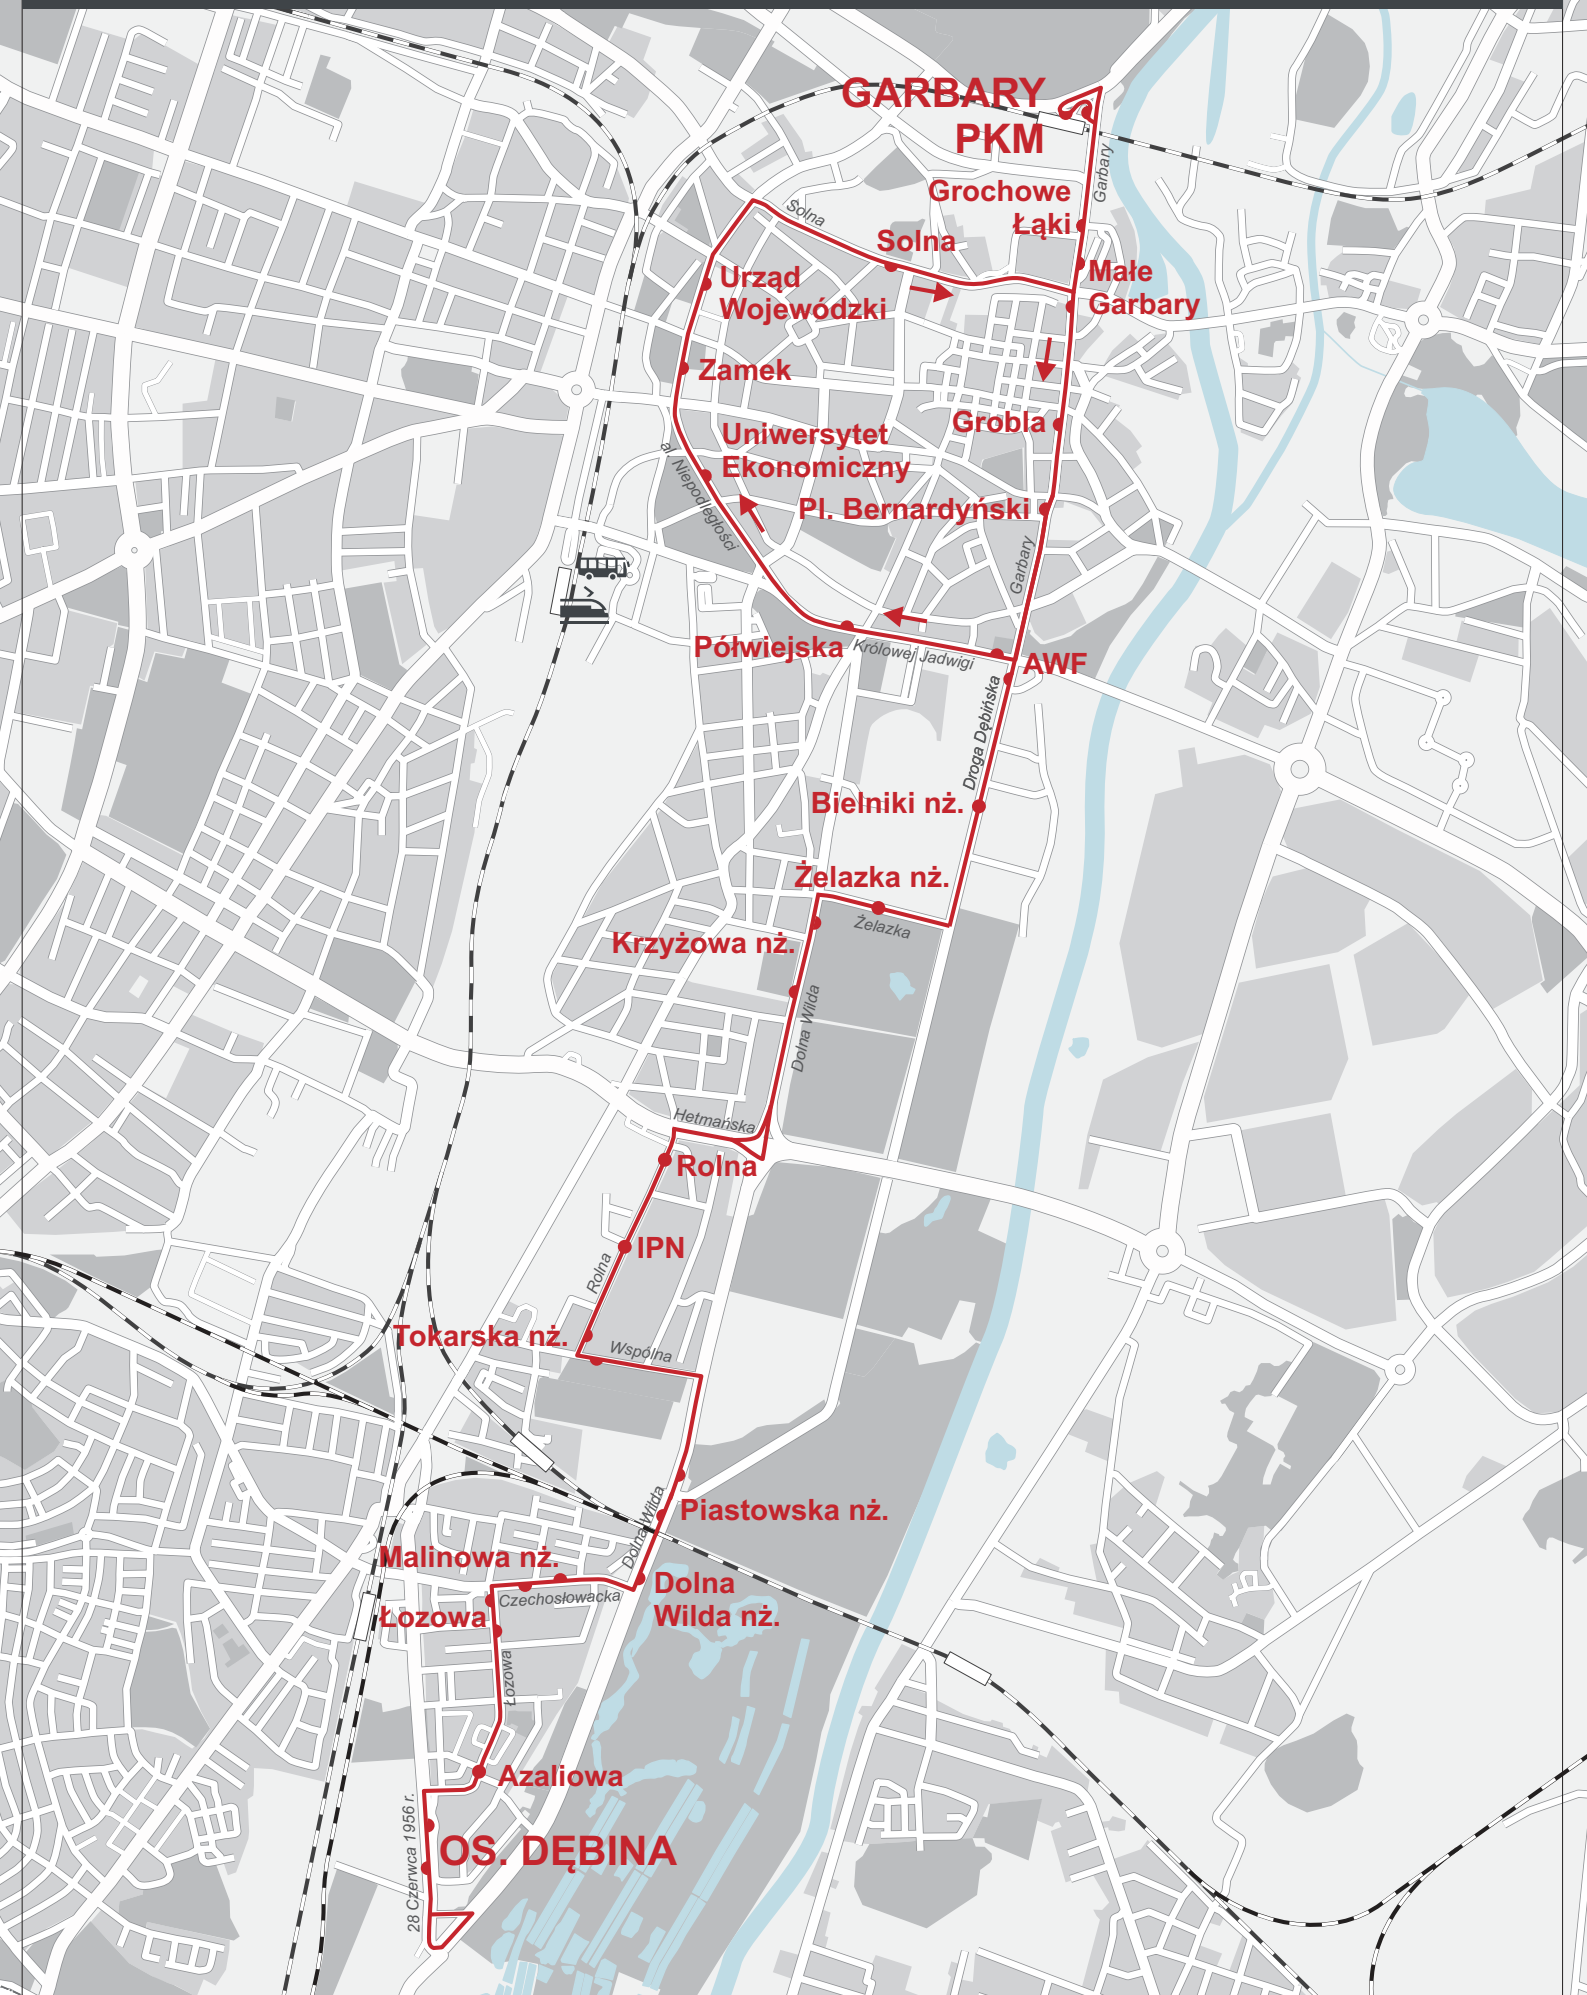 GARBARY
PKM
Garbary
Grochowe
Łąki
Solna
Solna
Małe
Garbary
Urząd
Wojewódzki
Zamek
Grobla
Uniwersytet
Ekonomiczny
al. Niepodległości
Pl. Bernardyński
Garbary
Półwiejska
Królowej Jadwigi
AWF
Droga Dębińska
Bielniki nż.
Żelazka nż.
Żelazka
Krzyżowa nż.
Dolna Wilda
Hetmańska
Rolna
IPN
Rolna
Tokarska nż.
Wspólna
Piastowska nż.
Dolna Wilda
Malinowa nż.
Dolna
Wilda nż.
Czechosłowacka
Łozowa
Łozowa
Azaliowa
28 Czerwca 1956 r.
OS. DĘBINA